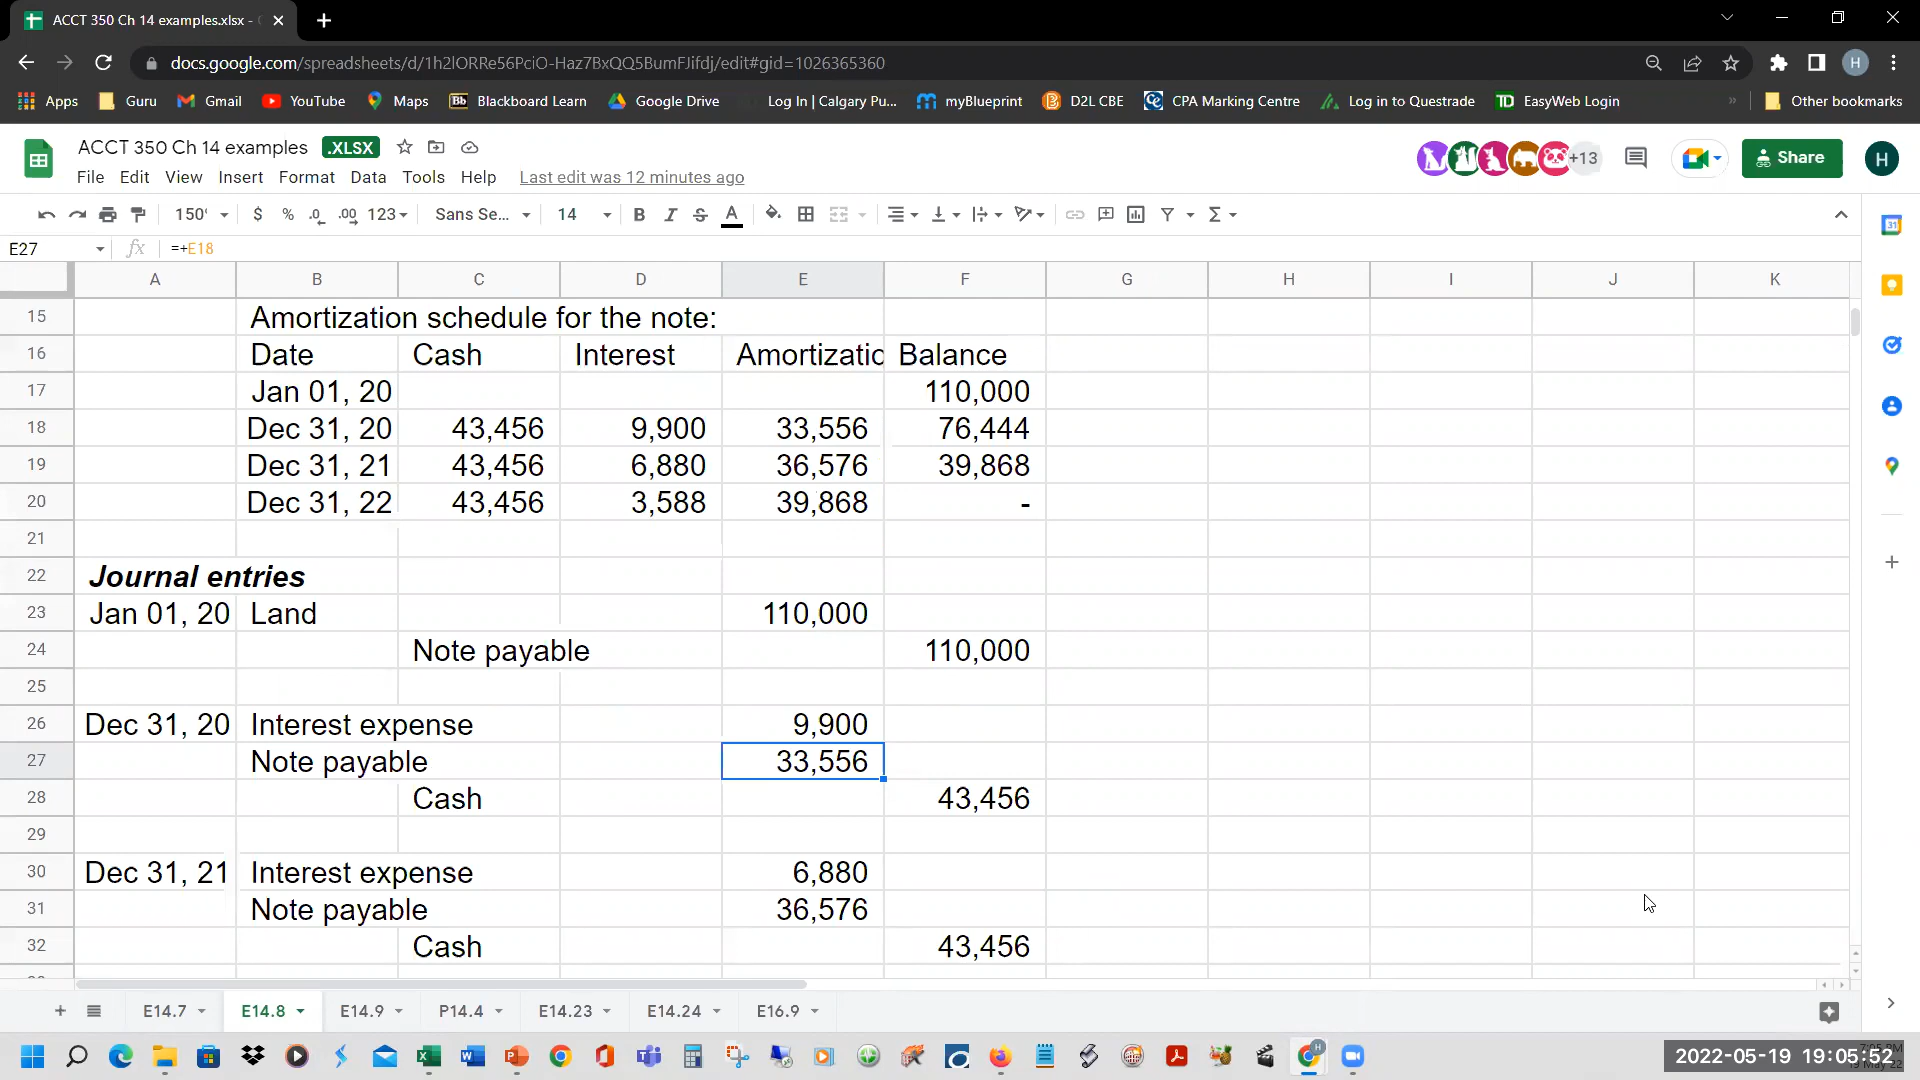 ACCT 350 Ch 14 examples.xlsx -
docs.google.com/spreadsheets/d/1h2lORRe56PciO-Haz7BxQQ5BumFJifdj/edit#gid=1026365360
H
Apps Guru Gmail YouTube Maps Bb Blackboard Learn Google Drive Log In | Calgary Pu... myBlueprint D2L CBE CPA Marking Centre Log in to Questrade TD EasyWeb Login » Other bookmarks
ACCT 350 Ch 14 examples .XLSX +13 Share H
File Edit View Insert Format Data Tools Help Last edit was 12 minutes ago
150% $ % .0 .00 123 Sans Se... 14 B I S A Σ
E27 fx =+E18
A B C D E F G H I J K
15 Amortization schedule for the note:
16 Date Cash Interest Amortizatio Balance
17 Jan 01, 20 110,000
18 Dec 31, 20 43,456 9,900 33,556 76,444
19 Dec 31, 21 43,456 6,880 36,576 39,868
20 Dec 31, 22 43,456 3,588 39,868 -
21
22 Journal entries
23 Jan 01, 20 Land 110,000
24 Note payable 110,000
25
26 Dec 31, 20 Interest expense 9,900
27 Note payable 33,556
28 Cash 43,456
29
30 Dec 31, 21 Interest expense 6,880
31 Note payable 36,576
32 Cash 43,456
+ E14.7 E14.8 E14.9 P14.4 E14.23 E14.24 E16.9
2022-05-19 19:05:52